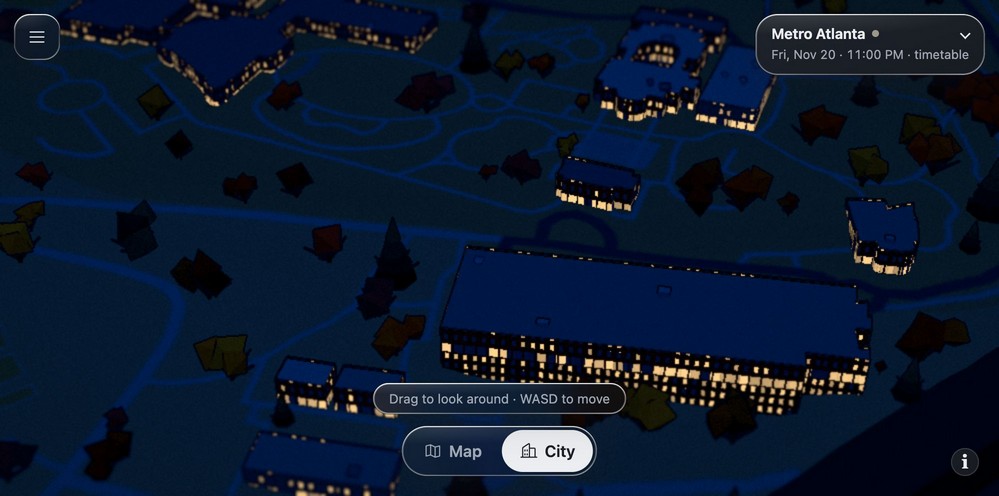 Metro Atlanta
Fri, Nov 20 · 11:00 PM · timetable
Drag to look around · WASD to move
Map
City